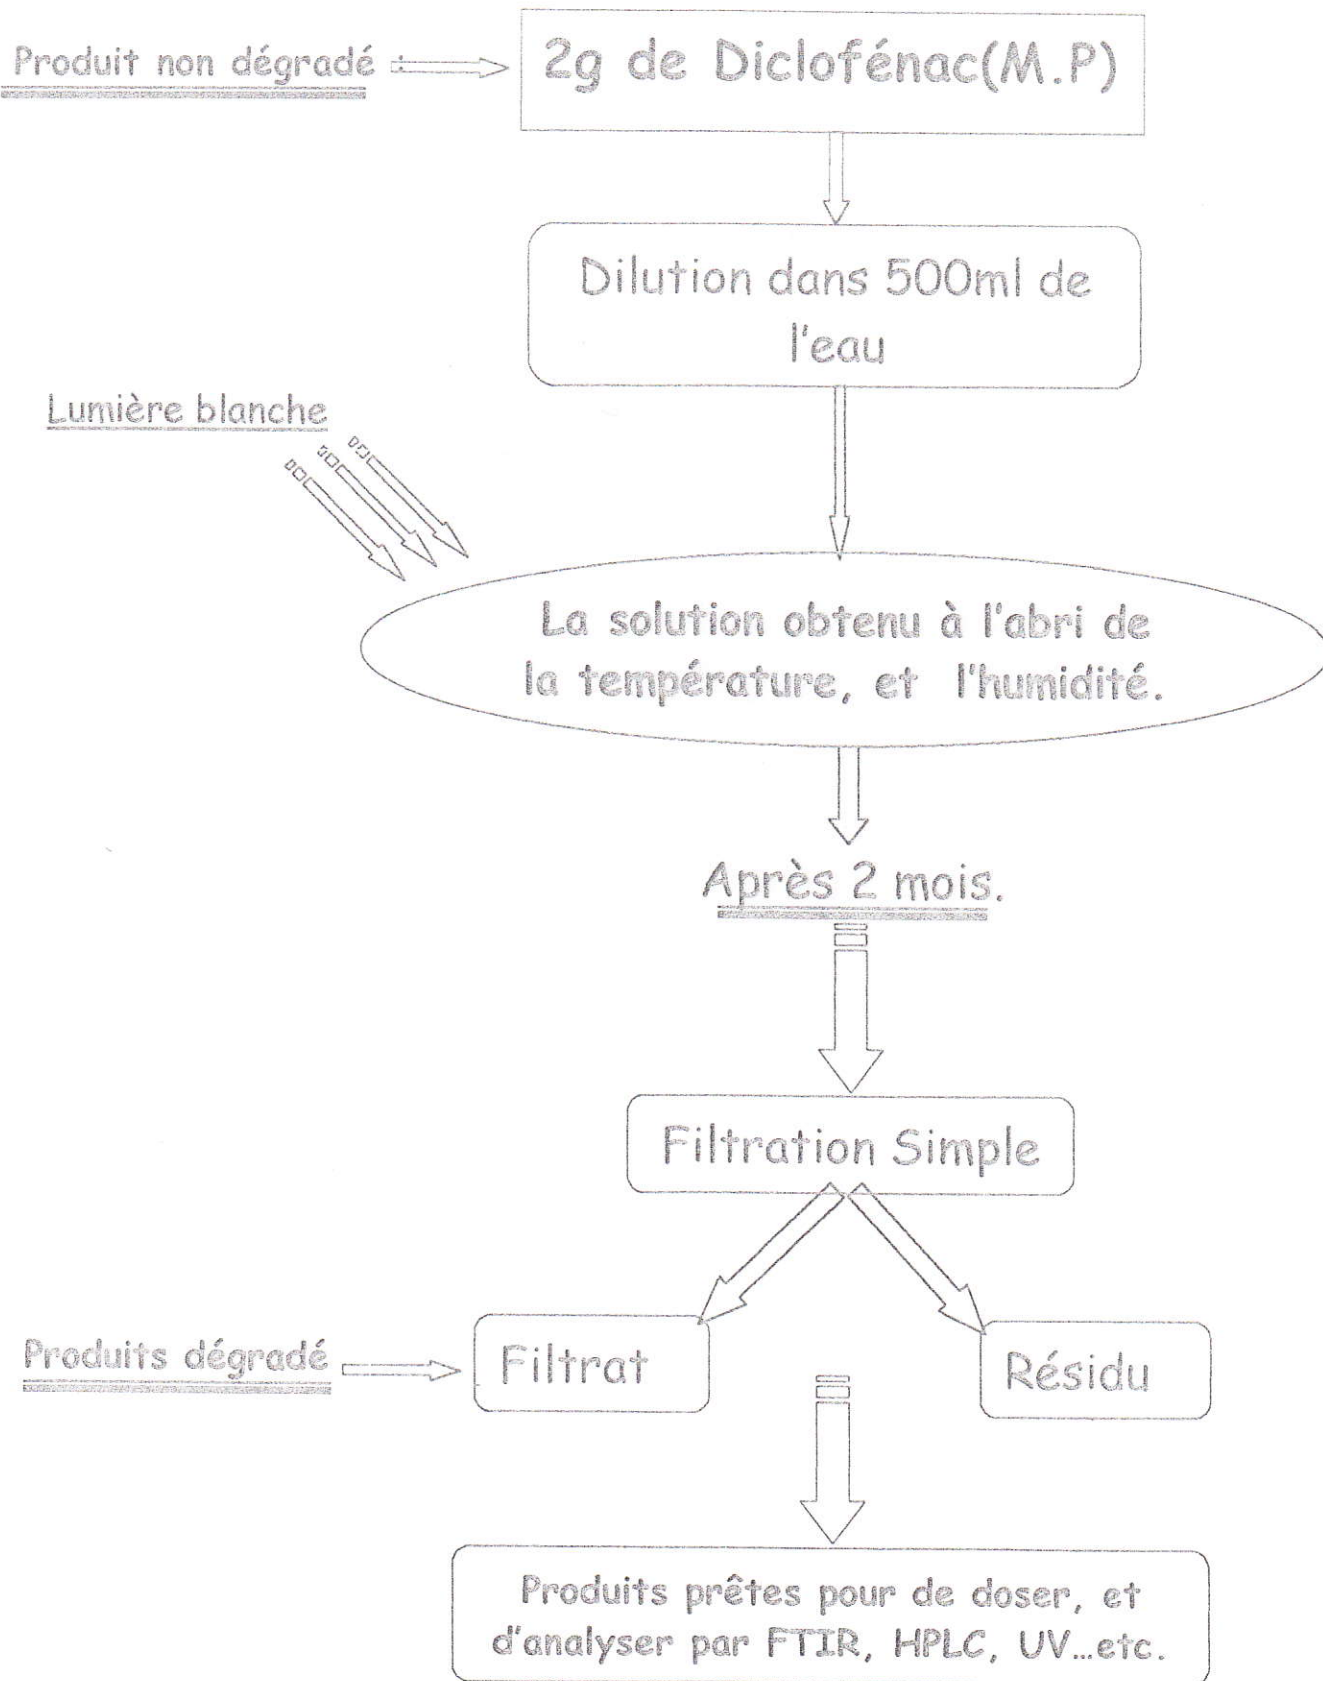 Produit non dégradé :
2g de Diclofénac(M.P)
Dilution dans 500ml de
l'eau
Lumière blanche
La solution obtenu à l'abri de
la température, et l'humidité.
Après 2 mois.
Filtration Simple
Produits dégradé
Filtrat
Résidu
Produits prêtes pour de doser, et
d'analyser par FTIR, HPLC, UV...etc.